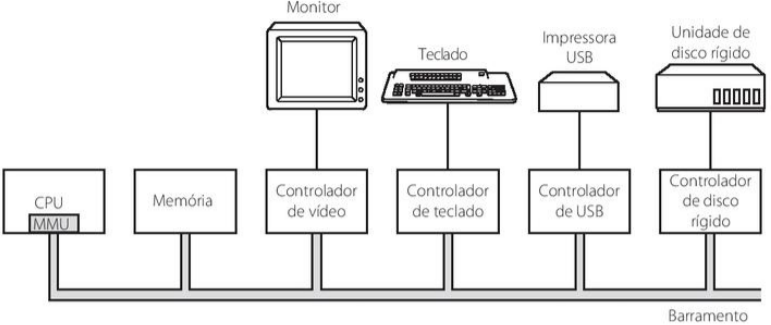 Monitor
Teclado
Impressora
USB
Unidade de
disco rígido
CPU
MMU
Memória
Controlador
de vídeo
Controlador
de teclado
Controlador
de USB
Controlador
de disco
rígido
Barramento